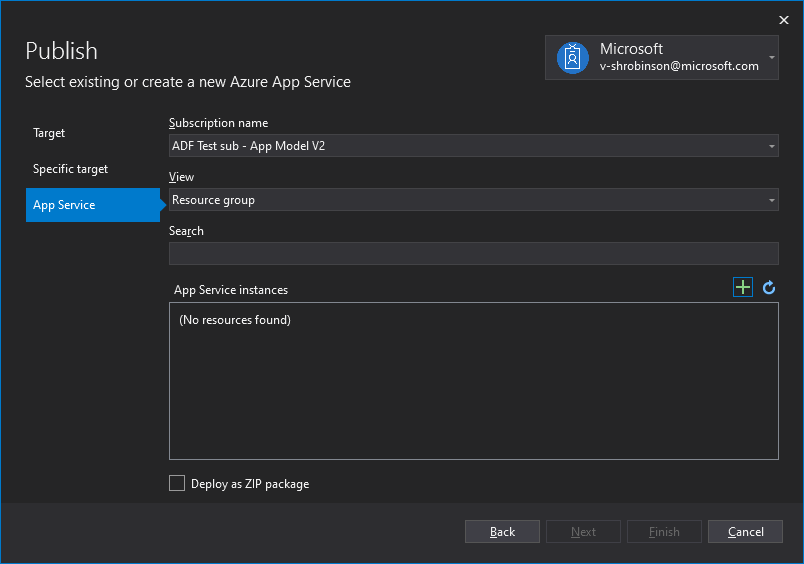 Publish
Select existing or create a new Azure App Service
Microsoft
v-shrobinson@microsoft.com
Target
Specific target
App Service
Subscription name
ADF Test sub - App Model V2
View
Resource group
Search
App Service instances
(No resources found)
Deploy as ZIP package
Back
Next
Finish
Cancel